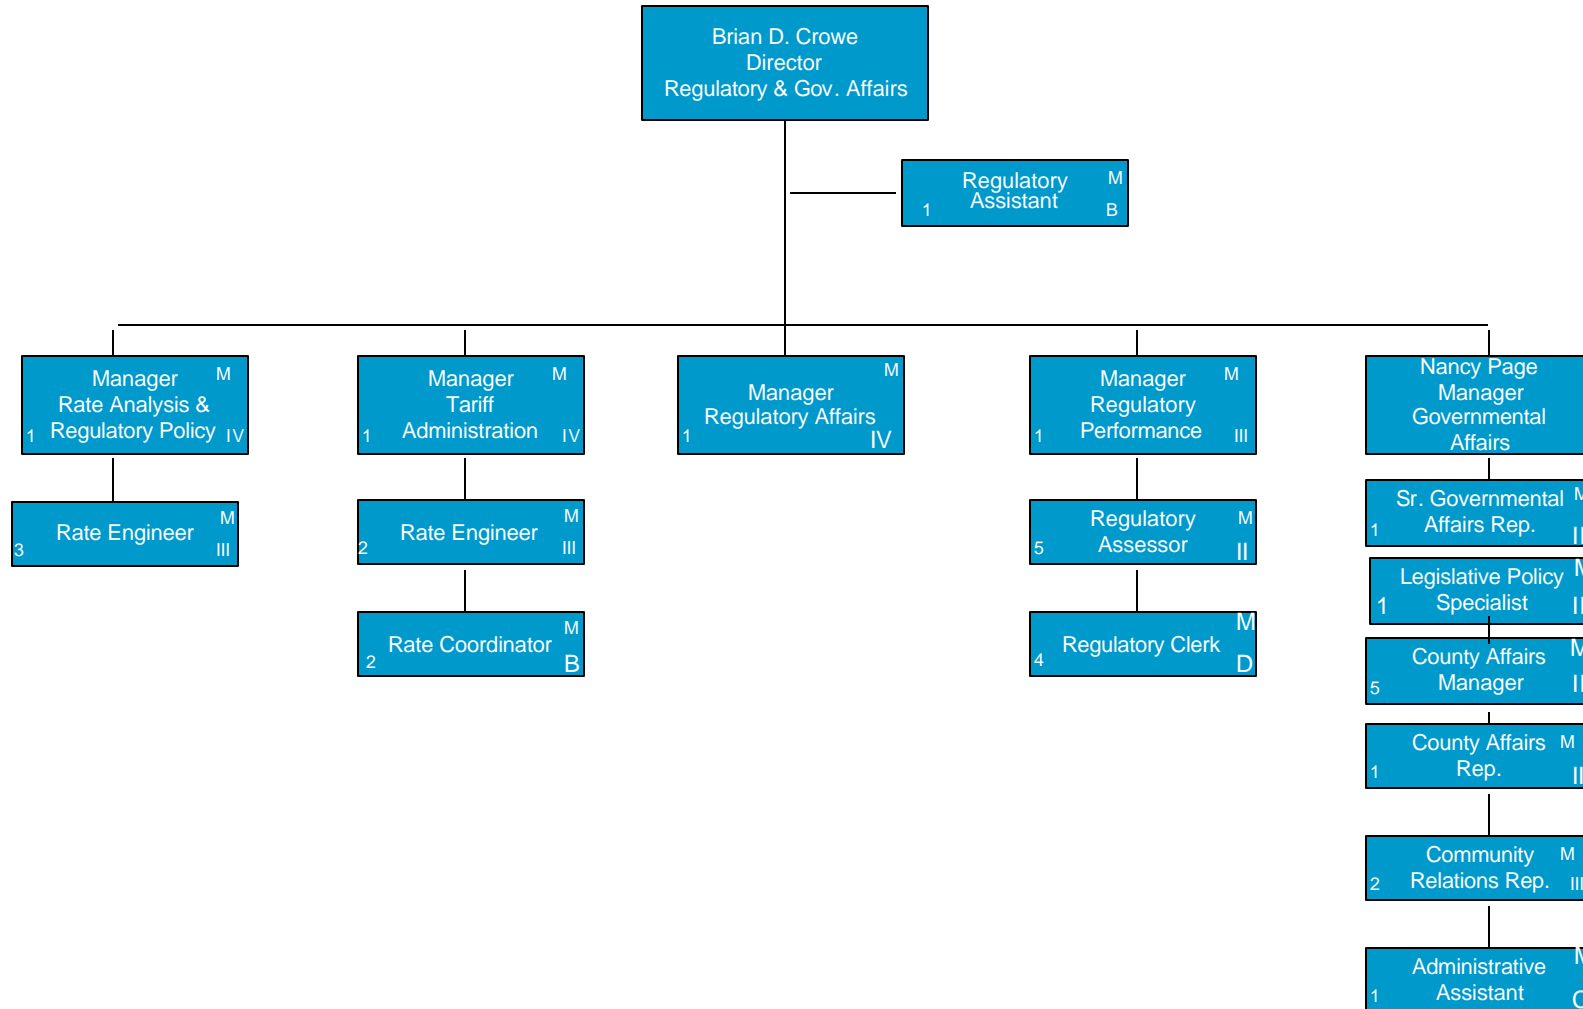 Brian D. Crowe
Director
Regulatory & Gov. Affairs
Regulatory M
Assistant
1 B
Manager M
Rate Analysis &
1 Regulatory Policy IV
Manager M
Tariff
1 Administration IV
M
Manager
Regulatory Affairs
1 IV
Manager M
Regulatory
1 Performance III
Nancy Page
Manager
Governmental
Affairs
Rate Engineer M
3 III
Rate Engineer M
2 III
Regulatory M
Assessor
5 II
Sr. Governmental M
Affairs Rep.
1
Legislative Policy M
1 Specialist
Rate Coordinator M
2 B
Regulatory Clerk M
4 D
County Affairs M
Manager
5
County Affairs M
Rep.
1
Community M
2 Relations Rep. III
Administrative M
1 Assistant